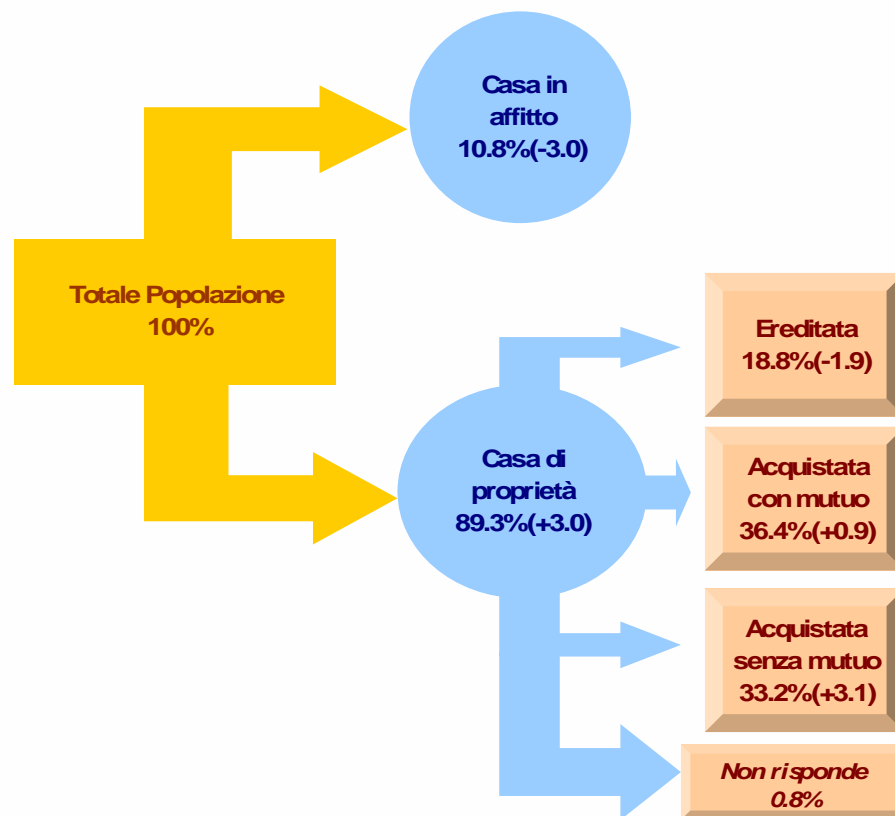 Casa in
affitto
10.8%(-3.0)
Totale Popolazione
100%
Casa di
proprietà
89.3%(+3.0)
Ereditata
18.8%(-1.9)
Acquistata
con mutuo
36.4%(+0.9)
Acquistata
senza mutuo
33.2%(+3.1)
Non risponde
0.8%